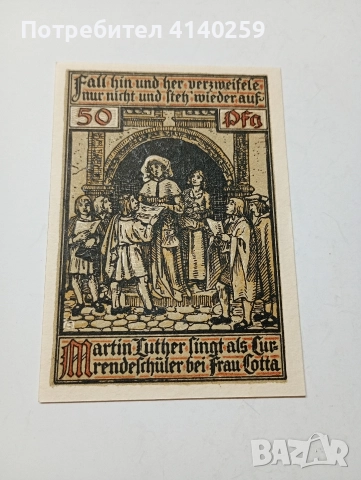 Потребител 4140259
Fall hin und her verzweifele
nur nicht und steh' wieder auf
50 Pfg
Martin Luther singt als Cur-
rendeschüler bei Frau Cotta
BAZAR